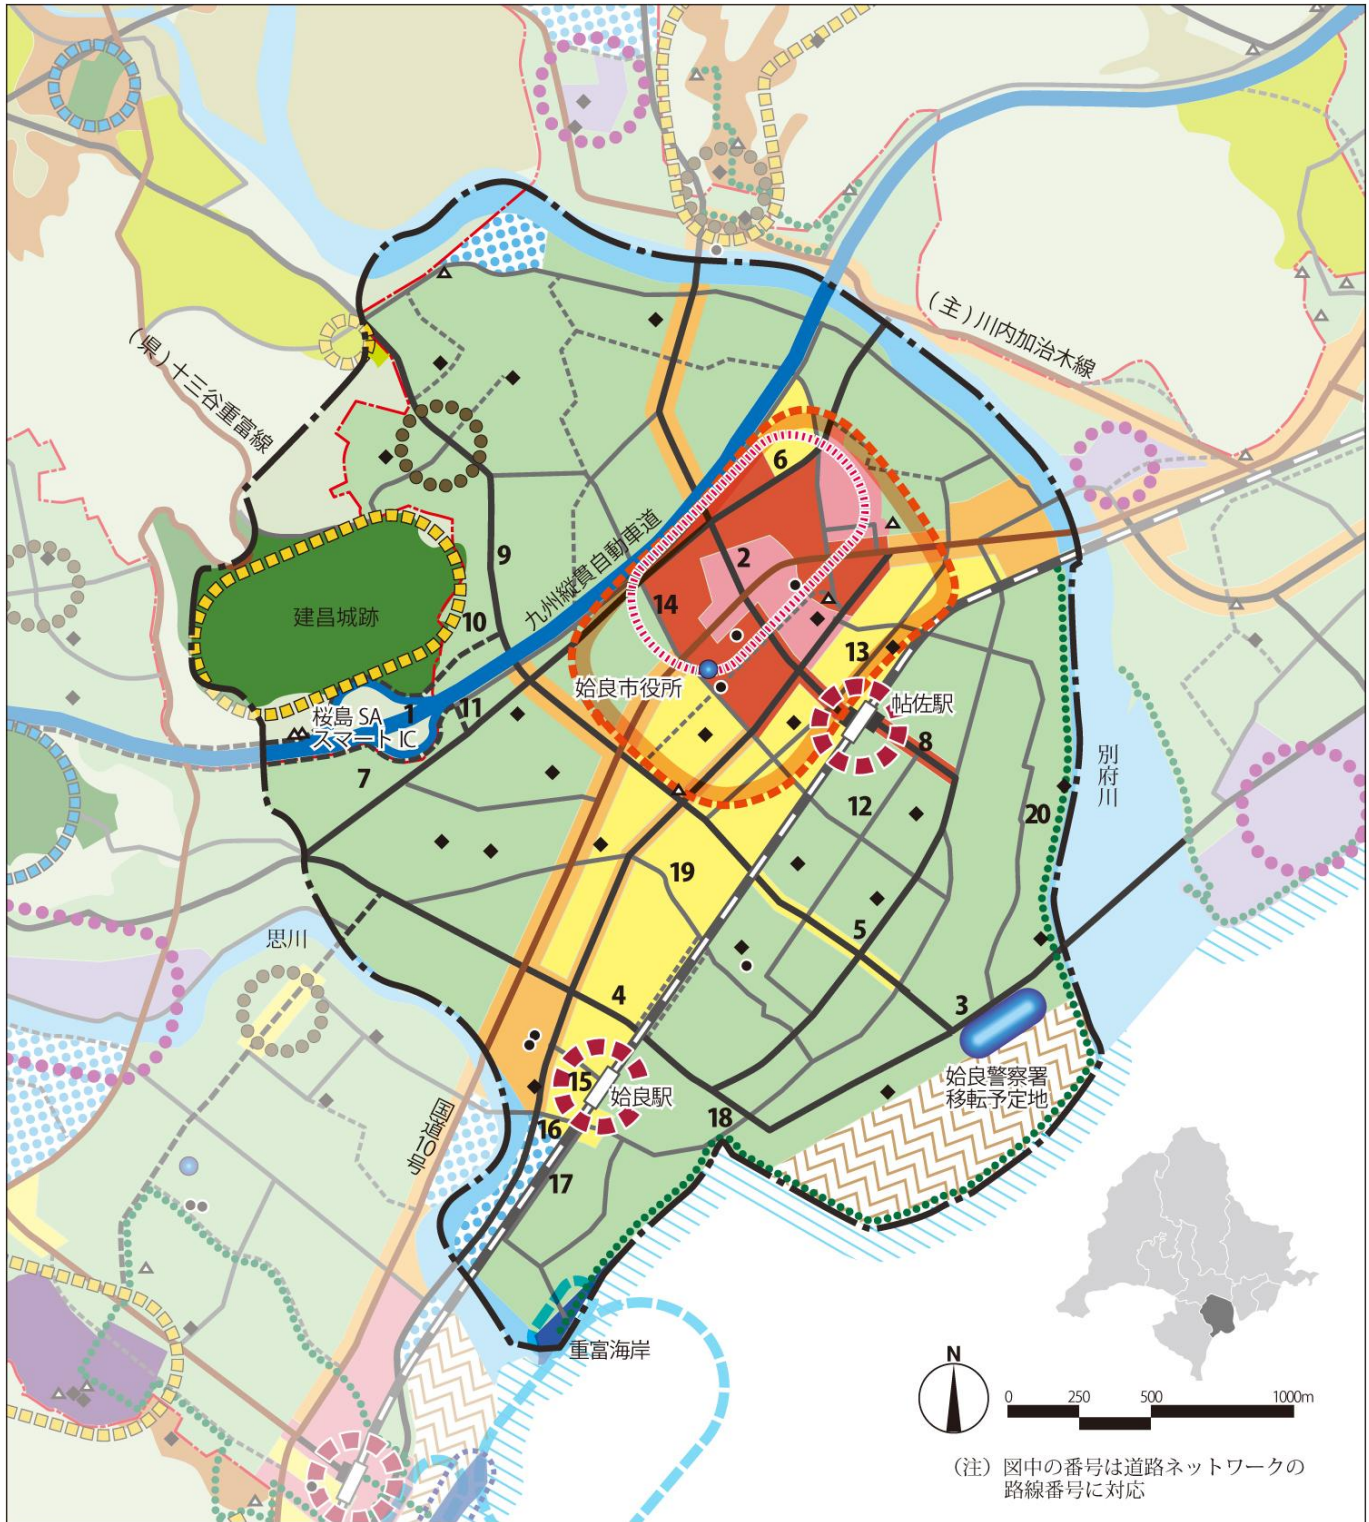 (主)川内加治木線
(県)十三谷重富線
6
九州縦貫自動車道
2
9
14
10
建昌城跡
13
姶良市役所
帖佐駅
桜島 SA
スマート IC
1
11
8
7
別府川
12
20
19
5
思川
4
3
姶良警察署
移転予定地
15
姶良駅
国道10号
16
18
17
重富海岸
N
0 250 500 1000m
(注) 図中の番号は道路ネットワークの
路線番号に対応